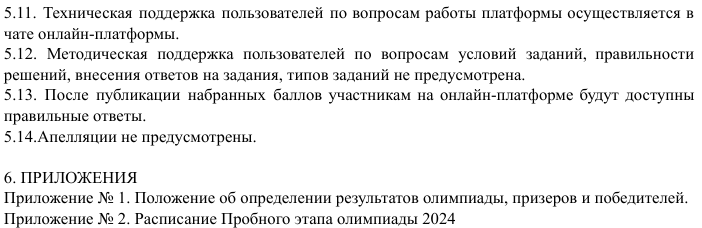 5.11. Техническая поддержка пользователей по вопросам работы платформы осуществляется в
чате онлайн-платформы.
5.12. Методическая поддержка пользователей по вопросам условий заданий, правильности
решений, внесения ответов на задания, типов заданий не предусмотрена.
5.13. После публикации набранных баллов участникам на онлайн-платформе будут доступны
правильные ответы.
5.14.Апелляции не предусмотрены.
6. ПРИЛОЖЕНИЯ
Приложение № 1. Положение об определении результатов олимпиады, призеров и победителей.
Приложение № 2. Расписание Пробного этапа олимпиады 2024